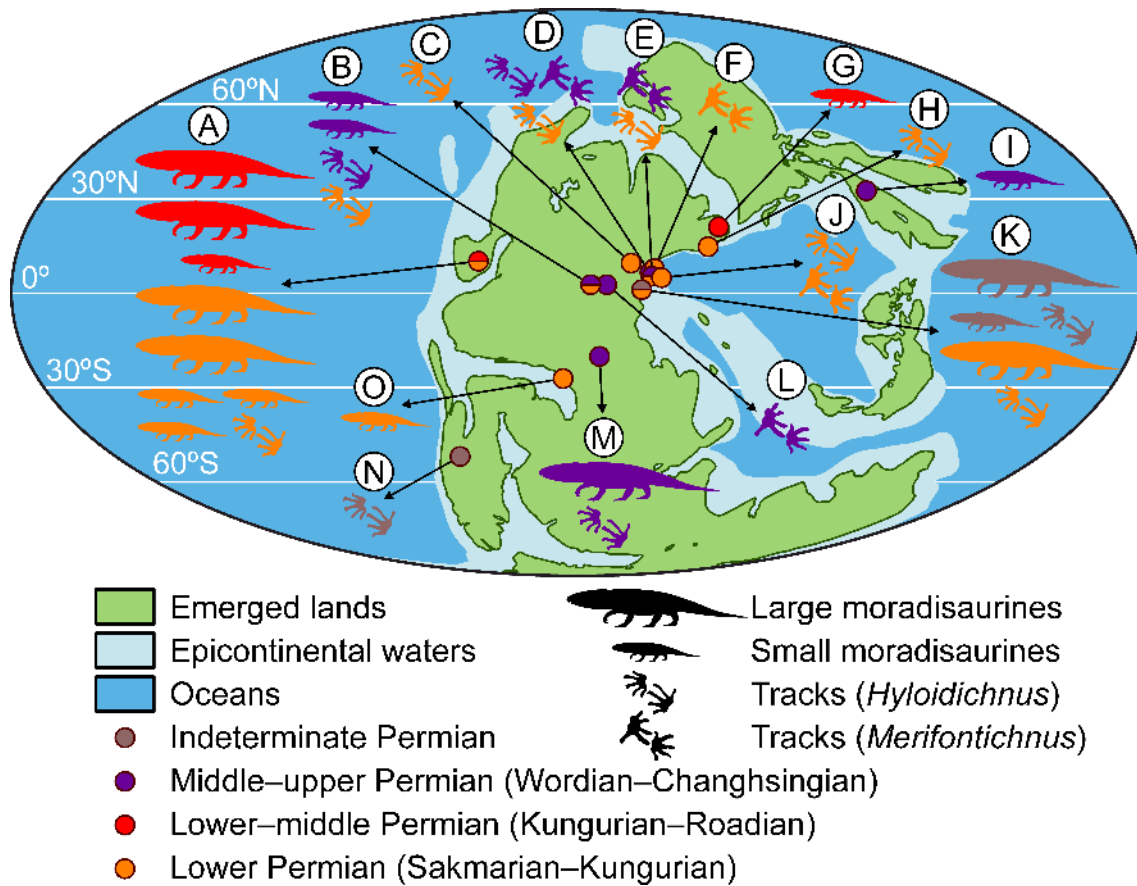 A
B
C
D
E
F
G
H
I
J
K
L
M
N
O
60ºN
30ºN
0º
30ºS
60ºS
Emerged lands
Epicontinental waters
Oceans
Indeterminate Permian
Middle–upper Permian (Wordian–Changhsingian)
Lower–middle Permian (Kungurian–Roadian)
Lower Permian (Sakmarian–Kungurian)
Large moradisaurines
Small moradisaurines
Tracks (Hyloidichnus)
Tracks (Merifontichnus)